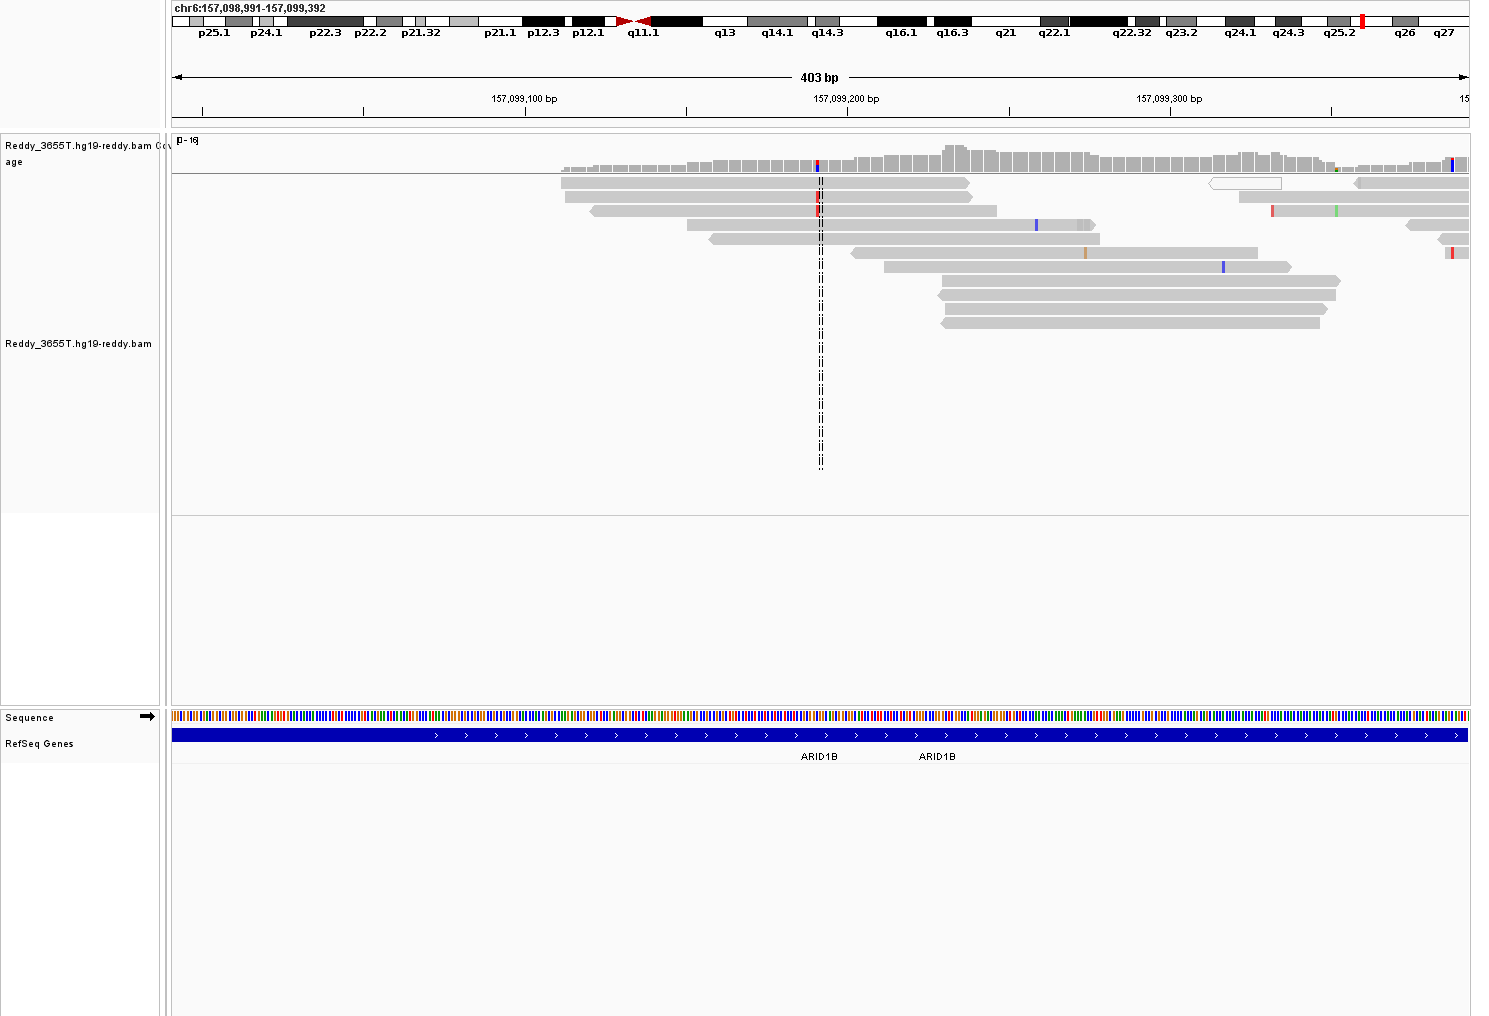 chr6:157,098,991-157,099,392
p25.1 p24.1 p22.3 p22.2 p21.32 p21.1 p12.3 p12.1 q11.1 q13 q14.1 q14.3 q16.1 q16.3 q21 q22.1 q22.32 q23.2 q24.1 q24.3 q25.2 q26 q27
403 bp
157,099,100 bp 157,099,200 bp 157,099,300 bp 15
[0 - 16]
Reddy_3655T.hg19-reddy.bam Cov
age
Reddy_3655T.hg19-reddy.bam
Sequence
RefSeq Genes
ARID1B ARID1B